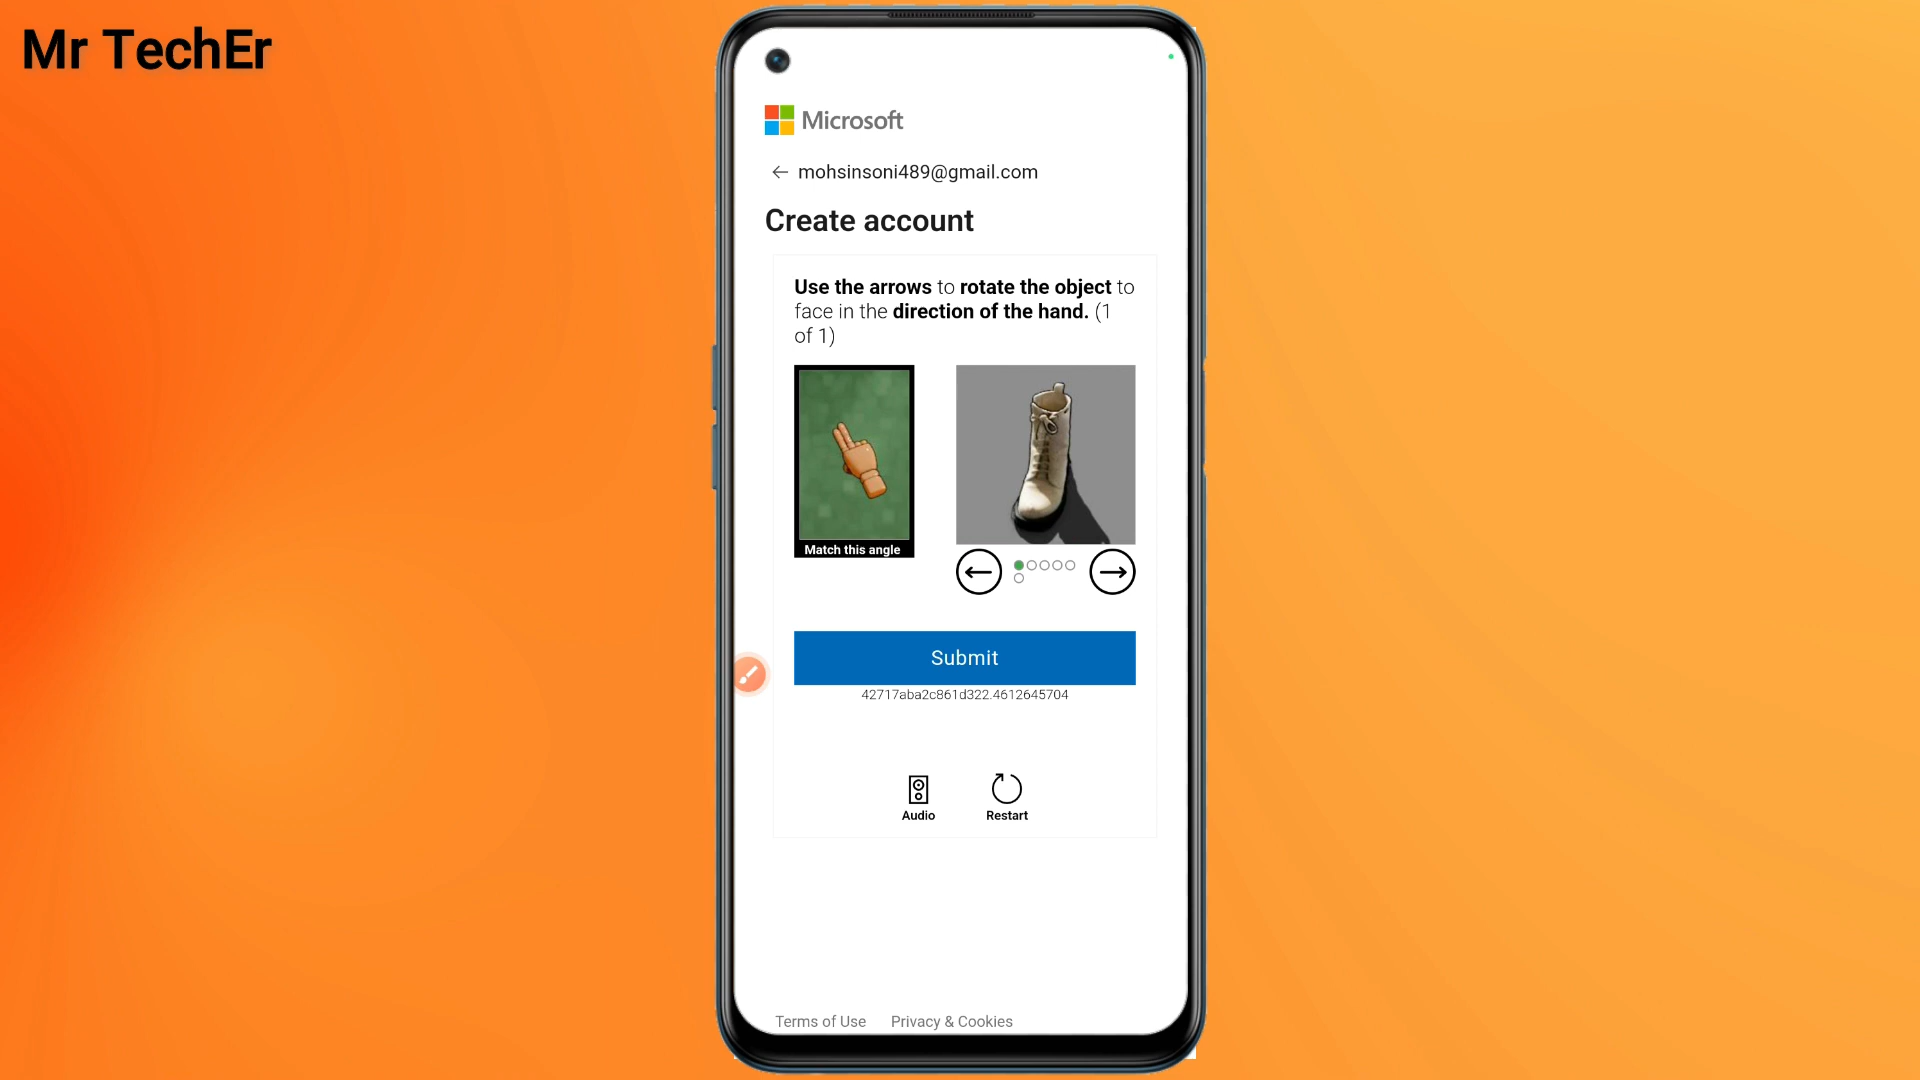 Mr TechEr
Microsoft
mohsinsoni489@gmail.com
Create account
Use the arrows to rotate the object to
face in the direction of the hand. (1
of 1)
Match this angle
Submit
42717aba2c861d322.4612645704
Audio
Restart
Terms of Use
Privacy & Cookies